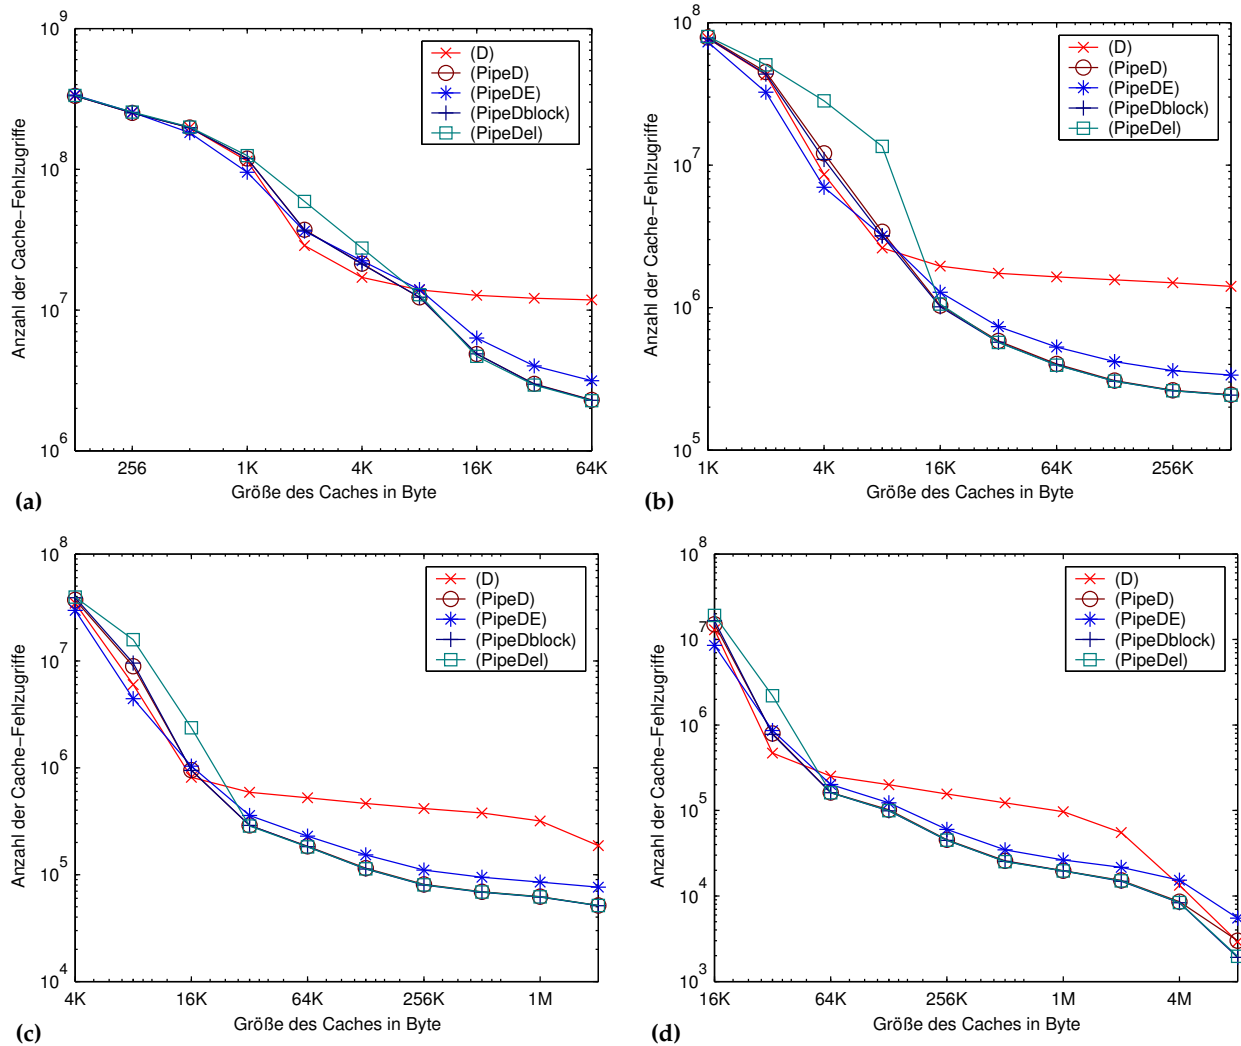 10^9
10^8
10^7
10^6
Anzahl der Cache−Fehlzugriffe
(D)
(PipeD)
(PipeDE)
(PipeDblock)
(PipeDel)
256 1K 4K 16K 64K
Größe des Caches in Byte
(a)
10^8
10^7
10^6
10^5
Anzahl der Cache−Fehlzugriffe
(D)
(PipeD)
(PipeDE)
(PipeDblock)
(PipeDel)
1K 4K 16K 64K 256K
Größe des Caches in Byte
(b)
10^8
10^7
10^6
10^5
10^4
Anzahl der Cache−Fehlzugriffe
(D)
(PipeD)
(PipeDE)
(PipeDblock)
(PipeDel)
4K 16K 64K 256K 1M
Größe des Caches in Byte
(c)
10^8
10^7
10^6
10^5
10^4
10^3
Anzahl der Cache−Fehlzugriffe
(D)
(PipeD)
(PipeDE)
(PipeDblock)
(PipeDel)
16K 64K 256K 1M 4M
Größe des Caches in Byte
(d)